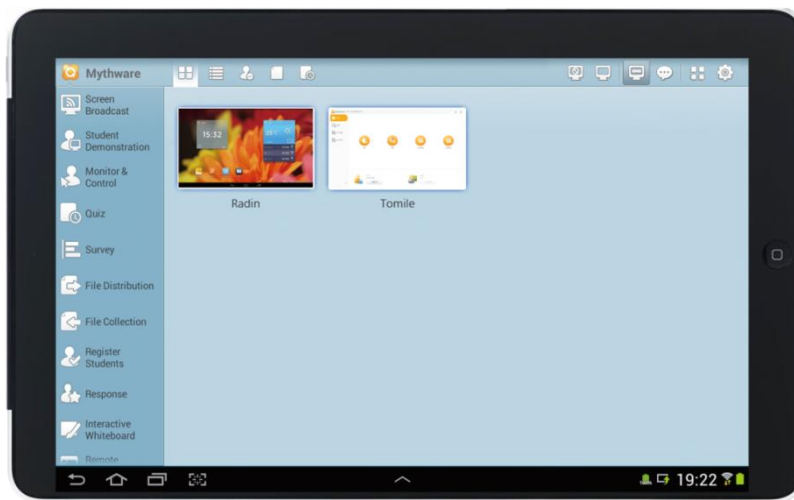 Mythware
Screen
Broadcast
Student
Demonstration
Monitor &
Control
Quiz
Survey
File Distribution
File Collection
Register
Students
Response
Interactive
Whiteboard
Remote
15:32
Radin
Tomile
19:22